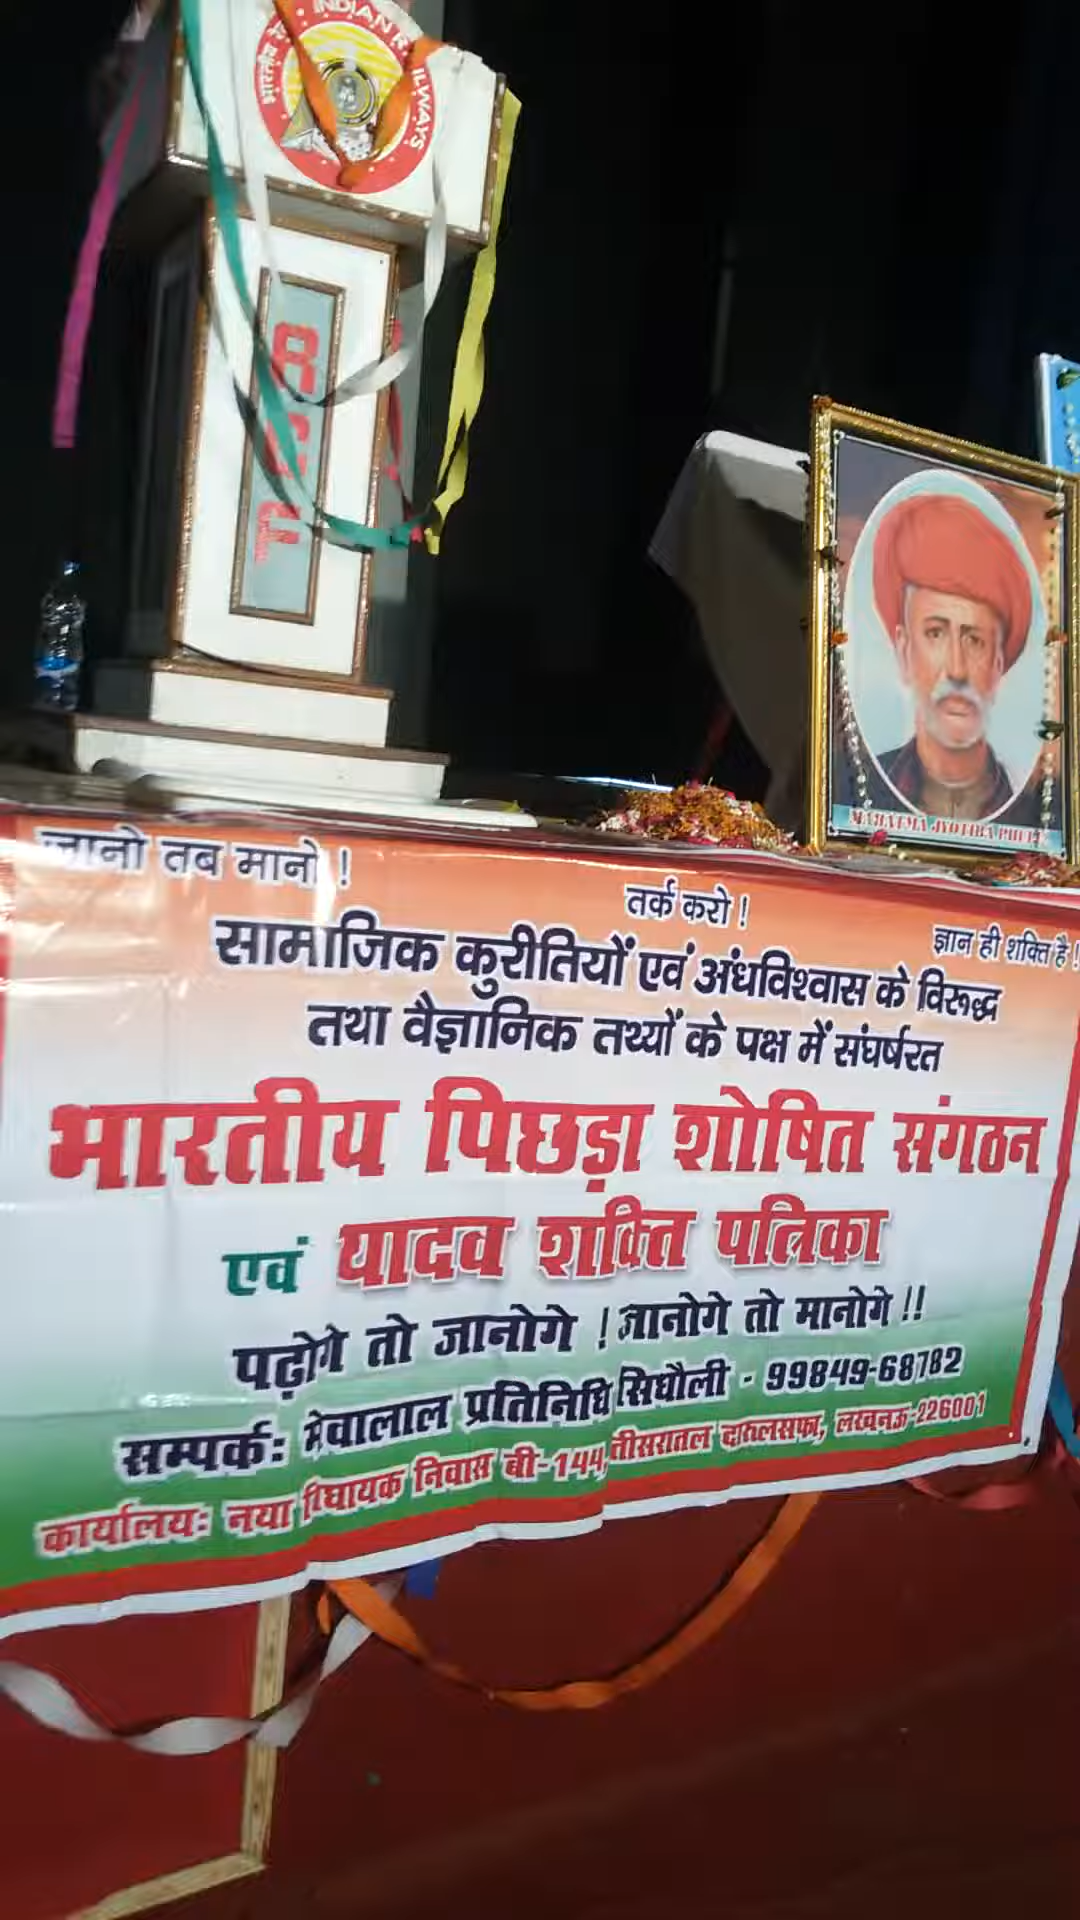 INDIAN RAILWAYS
भारतीय रे
RCF
MAHATMA JYOTIBA PHULE
जानो तब मानो !
तर्क करो !
ज्ञान ही शक्ति है !
सामाजिक कुरीतियों एवं अंधविश्वास के विरूद्ध
तथा वैज्ञानिक तथ्यों के पक्ष में संघर्षरत
भारतीय पिछड़ा शोषित संगठन
एवं यादव शक्ति पत्रिका
पढ़ोगे तो जानोगे ! जानोगे तो मानोगे !!
सम्पर्क: मेवालाल प्रतिनिधि सिधौली - 99849-68782
कार्यालय: नया विधायक निवास बी-144, तीसरातल दारुलसफा, लखनऊ-226001